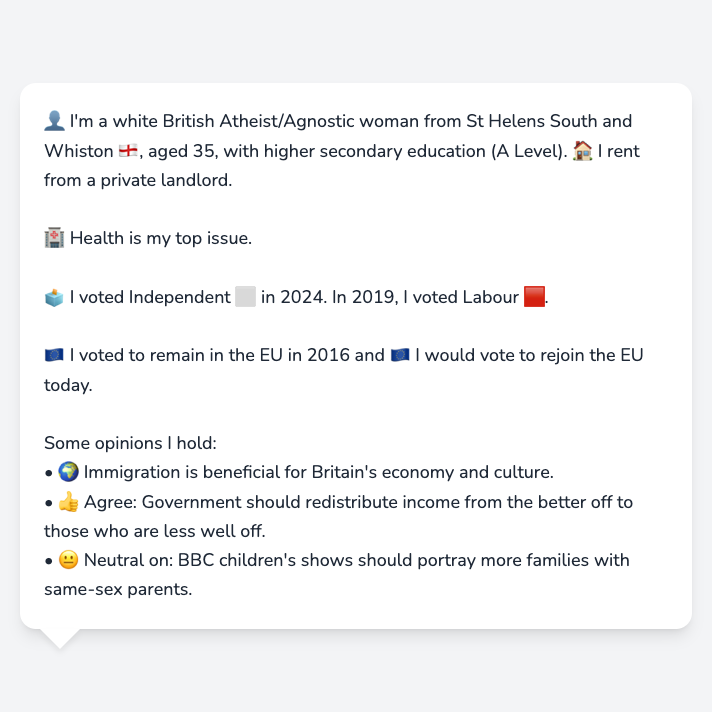 👤 I'm a white British Atheist/Agnostic woman from St Helens South and
Whiston 🏴󠁧󠁢󠁥󠁮󠁧󠁿, aged 35, with higher secondary education (A Level). 🏠 I rent
from a private landlord.
🏥 Health is my top issue.
🗳️ I voted Independent ⬜ in 2024. In 2019, I voted Labour 🟥.
🇪🇺 I voted to remain in the EU in 2016 and 🇪🇺 I would vote to rejoin the EU
today.
Some opinions I hold:
• 🌍 Immigration is beneficial for Britain's economy and culture.
• 👍 Agree: Government should redistribute income from the better off to
those who are less well off.
• 😐 Neutral on: BBC children's shows should portray more families with
same-sex parents.